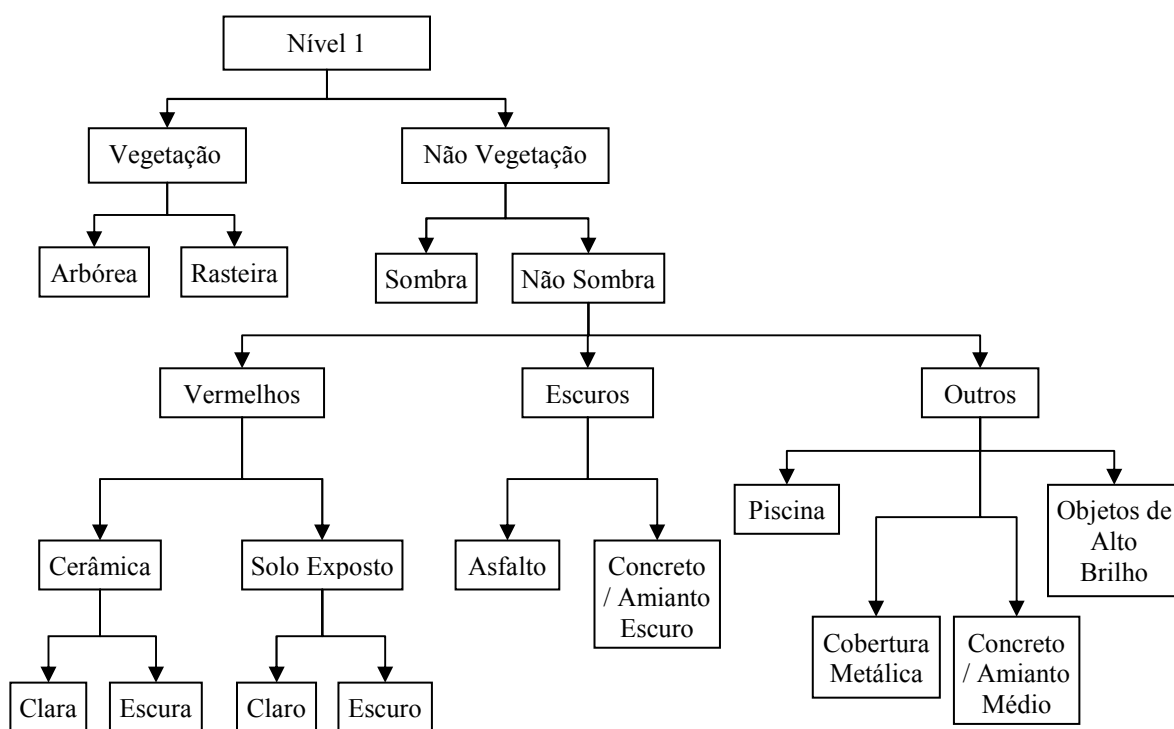 Nível 1
Vegetação
Não Vegetação
Arbórea
Rasteira
Sombra
Não Sombra
Vermelhos
Escuros
Outros
Piscina
Objetos de
Alto
Brilho
Cerâmica
Solo Exposto
Asfalto
Concreto
/ Amianto
Escuro
Cobertura
Metálica
Concreto
/ Amianto
Médio
Clara
Escura
Claro
Escuro